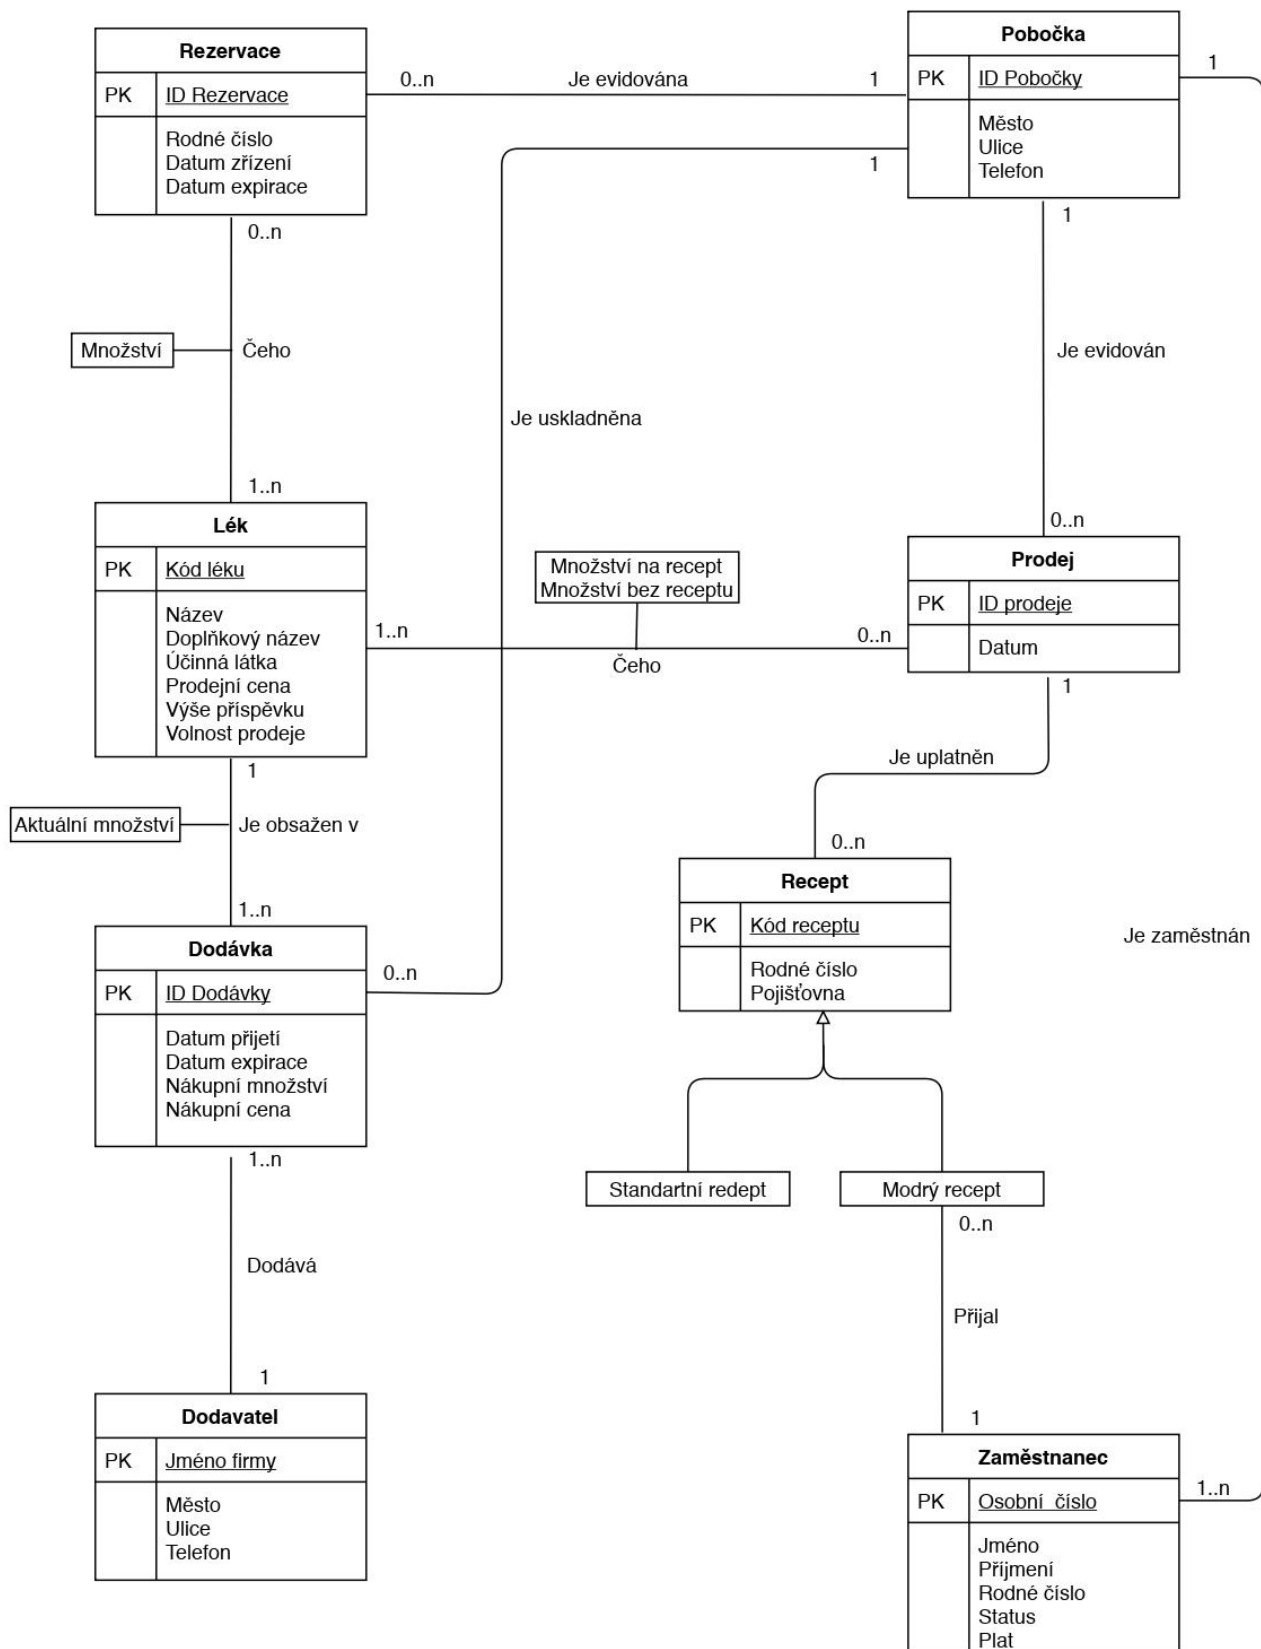 Rezervace
PK ID Rezervace
Rodné číslo
Datum zřízení
Datum expirace
0..n Je evidována 1
Pobočka
PK ID Pobočky
Město
Ulice
Telefon
1
1
1
0..n
Množství
Čeho
Je evidován
Je uskladněna
1..n
Lék
PK Kód léku
Název
Doplňkový název
Účinná látka
Prodejní cena
Výše příspěvku
Volnost prodeje
1..n
Množství na recept
Množství bez receptu
Čeho
0..n
0..n
Prodej
PK ID prodeje
Datum
1
Je uplatněn
1
Aktuální množství
Je obsažen v
0..n
1..n
Recept
PK Kód receptu
Rodné číslo
Pojišťovna
Je zaměstnán
Dodávka
PK ID Dodávky
Datum přijetí
Datum expirace
Nákupní množství
Nákupní cena
0..n
1..n
Standartní redept
Modrý recept
0..n
Dodává
Přijal
1
1
Dodavatel
PK Jméno firmy
Město
Ulice
Telefon
Zaměstnanec
PK Osobní číslo
Jméno
Příjmení
Rodné číslo
Status
Plat
1..n